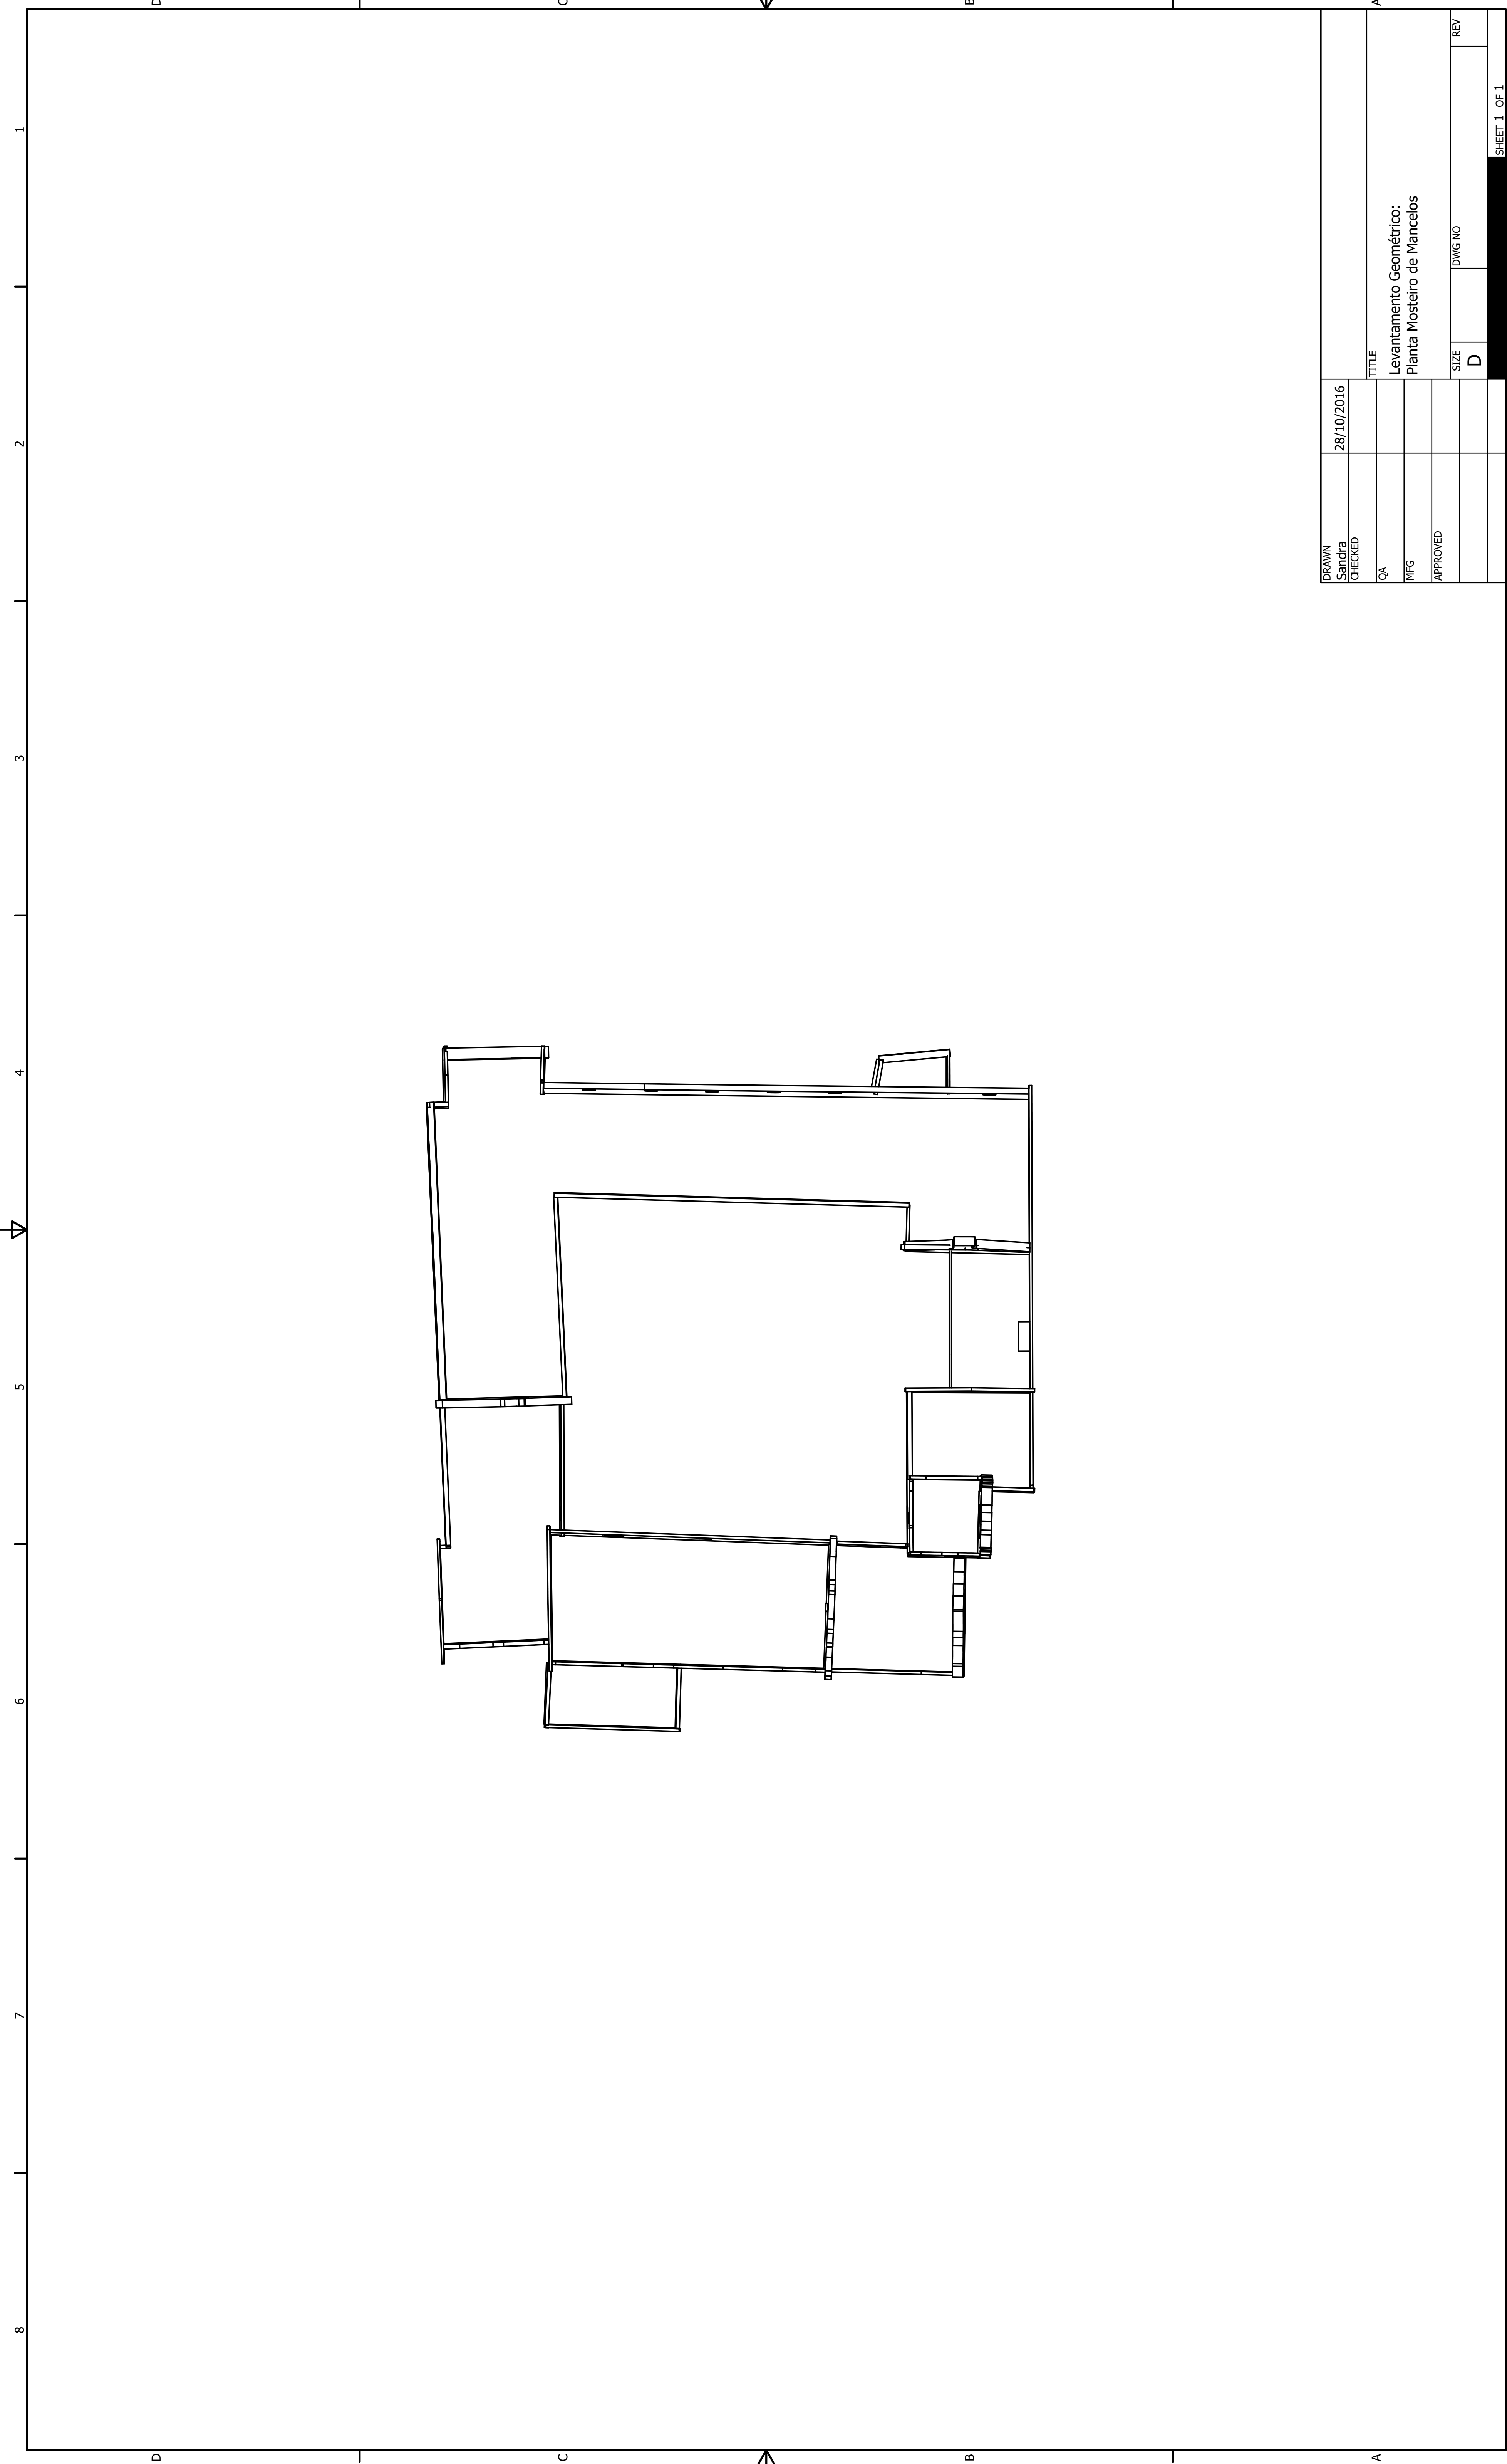 D
C
B
A
1
2
3
4
5
6
7
8
D
C
B
A
DRAWN
Sandra
28/10/2016
CHECKED
QA
MFG
APPROVED
TITLE
Levantamento Geométrico:
Planta Mosteiro de Mancelos
SIZE
D
DWG NO
REV
SHEET 1 OF 1